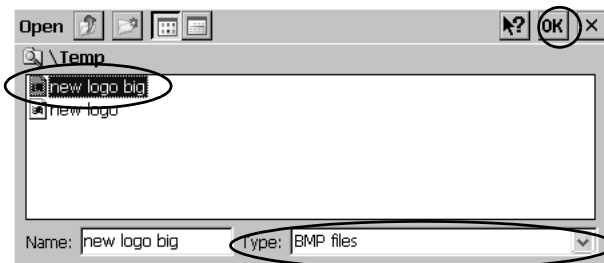 Open ? OK ×
\Temp
new logo big
new logo
Name: new logo big Type: BMP files